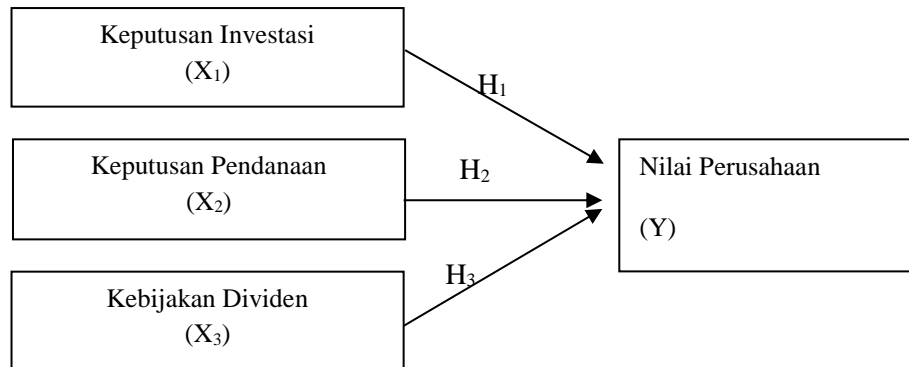 Keputusan Investasi
(X₁)
H₁
Keputusan Pendanaan
(X₂)
H₂
Nilai Perusahaan
(Y)
H₃
Kebijakan Dividen
(X₃)